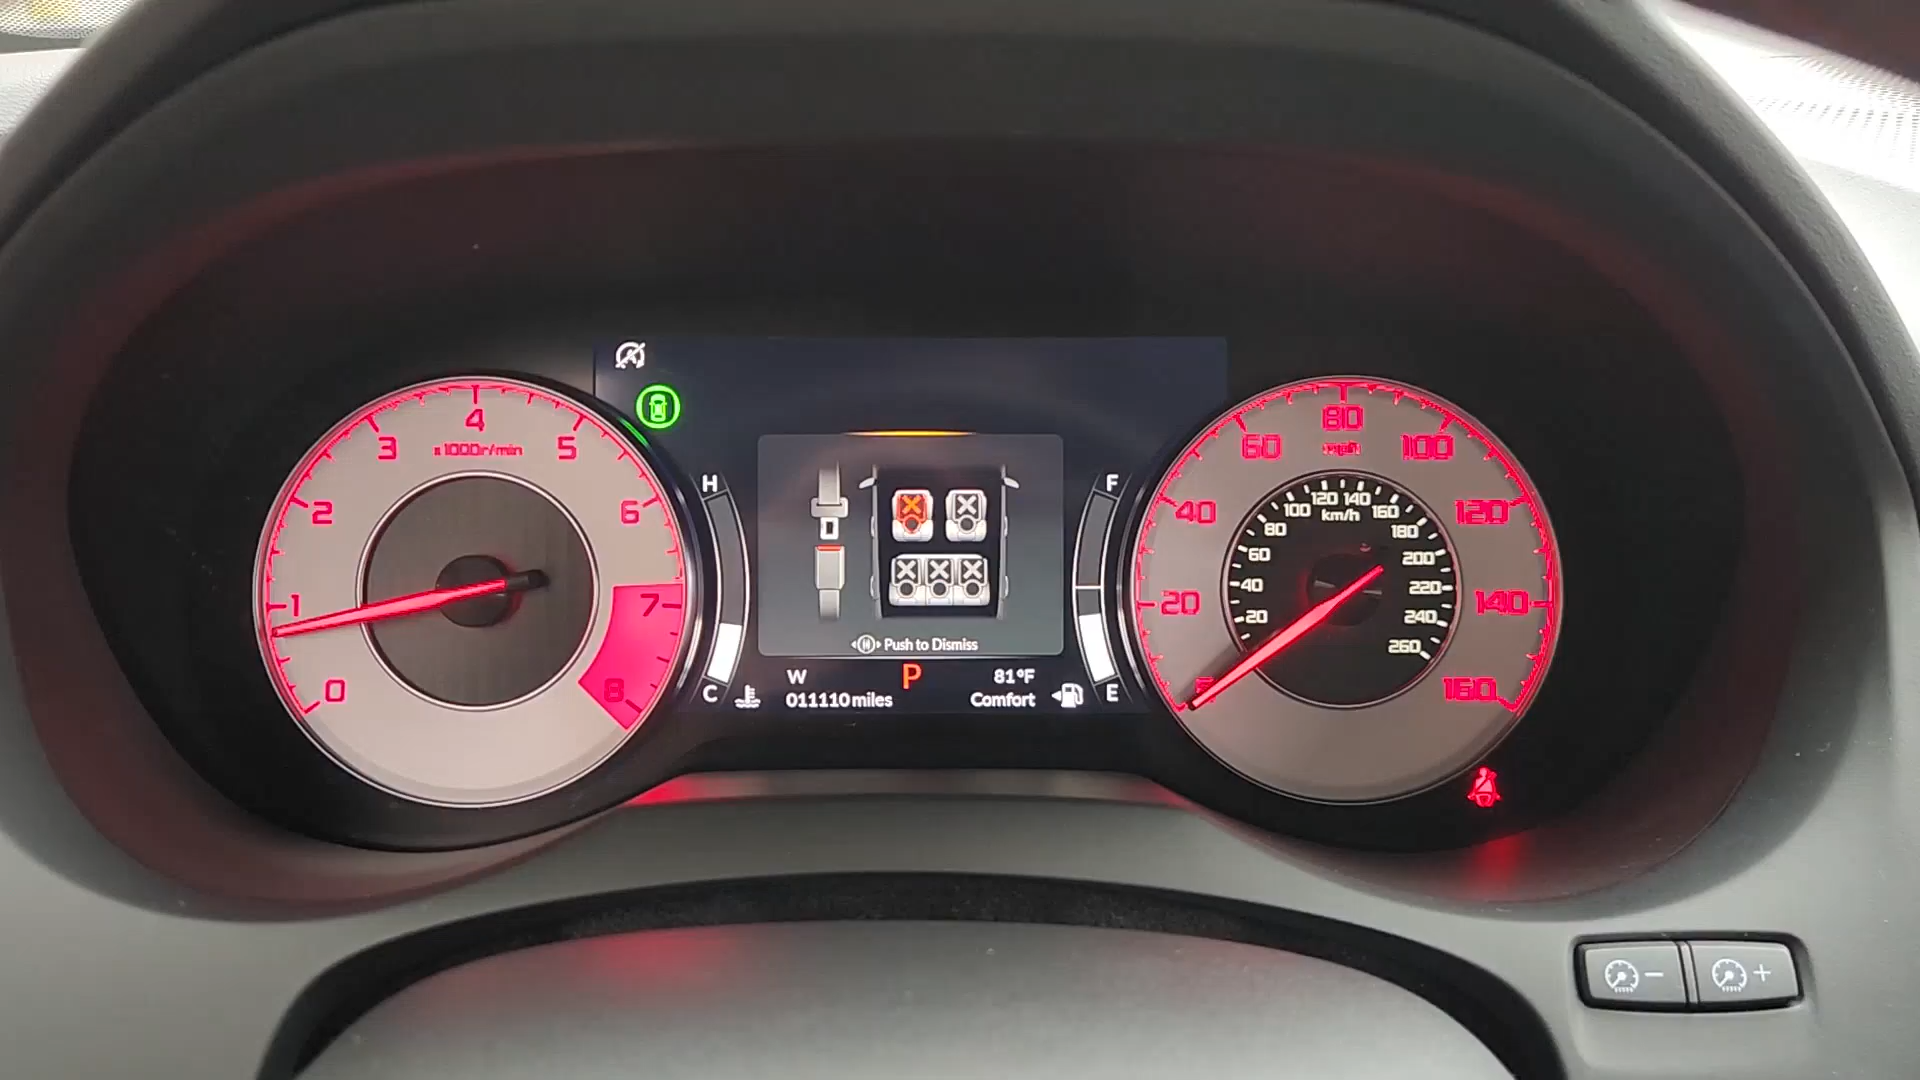 4
3
5
x1000r/min
2
6
1
7
0
8
H
C
Push to Dismiss
W
P
81°F
011110 miles
Comfort
F
E
80
60
mph
100
40
120
20
140
160
120 140
100
km/h
160
80
180
60
200
40
220
20
240
260
−
+